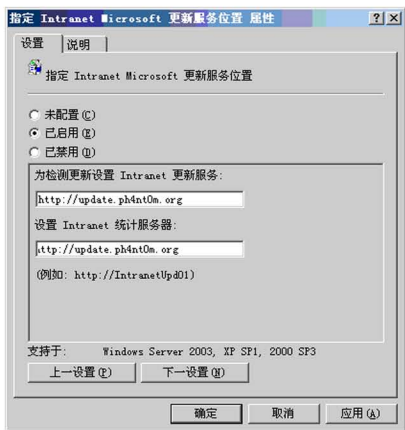 指定 Intranet Microsoft 更新服务位置 属性
设置 说明
指定 Intranet Microsoft 更新服务位置
未配置(C)
已启用(E)
已禁用(D)
为检测更新设置 Intranet 更新服务:
http://update.ph4nt0m.org
设置 Intranet 统计服务器:
ttp://update.ph4nt0m.org
(例如: http://IntranetUpd01)
支持于: Windows Server 2003, XP SP1, 2000 SP3
上一设置(P) 下一设置(N)
确定 取消 应用(A)